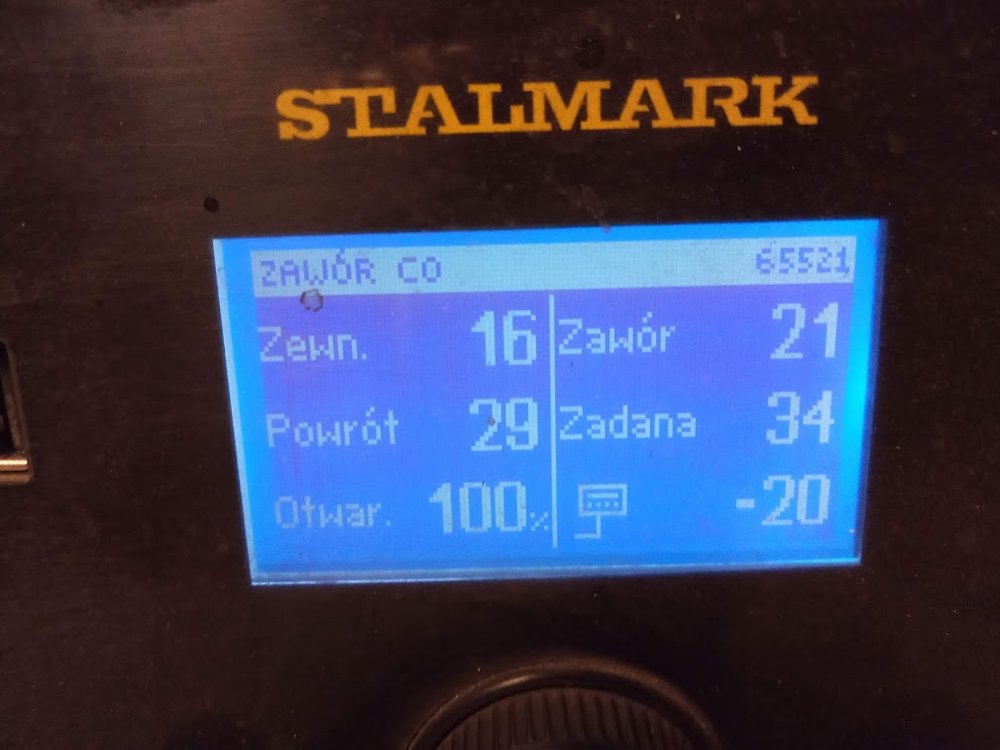 STALMARK
ZAWÓR CO 65521
Zewn. 16 Zawór 21
Powrót 29 Zadana 34
Otwar. 100% -20